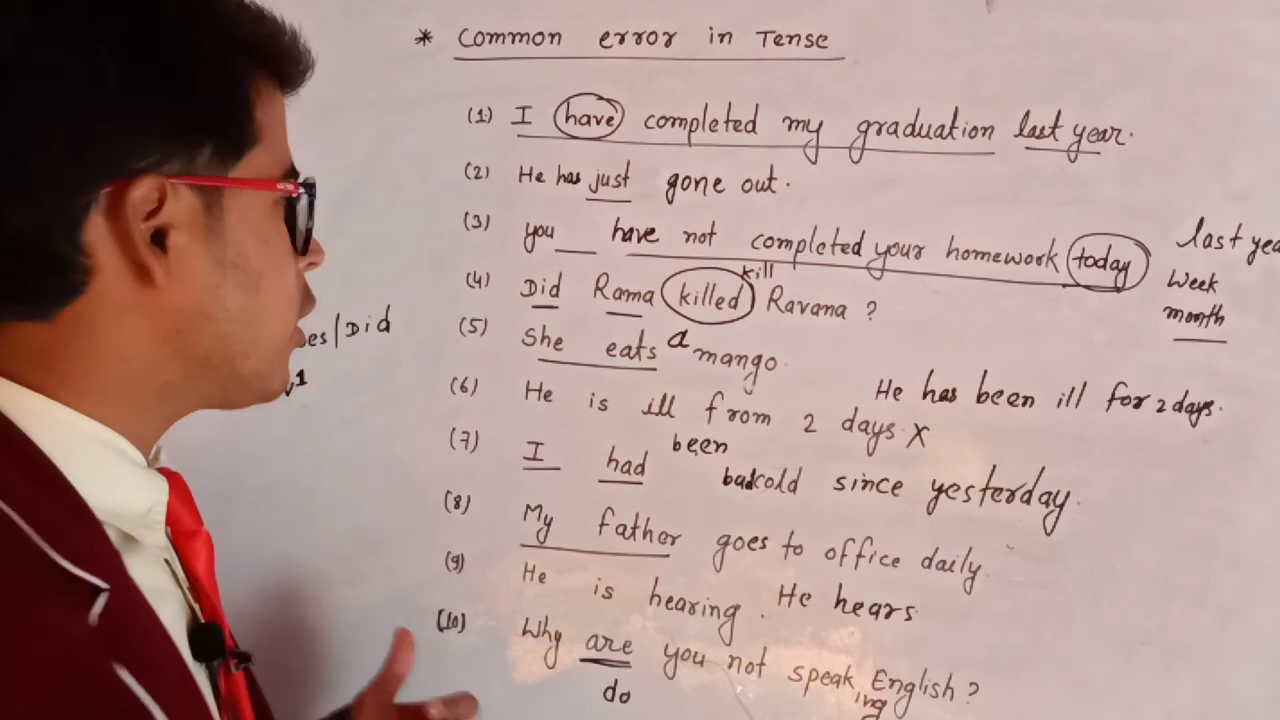 * Common error in Tense
(1) I have completed my graduation last year.
(2) He has just gone out.
(3) you __ have not completed your homework today
last yea
Week
month
kill
(4) Did Rama killed Ravana ?
es/Did
v1
(5) She eats a mango.
(6) He is ill from 2 days X
He has been ill for 2 days.
been
(7) I had cold since yesterday.
(8) My father goes to office daily
(9) He is hearing. He hears
(10) Why are you not speak English ?
do
ing